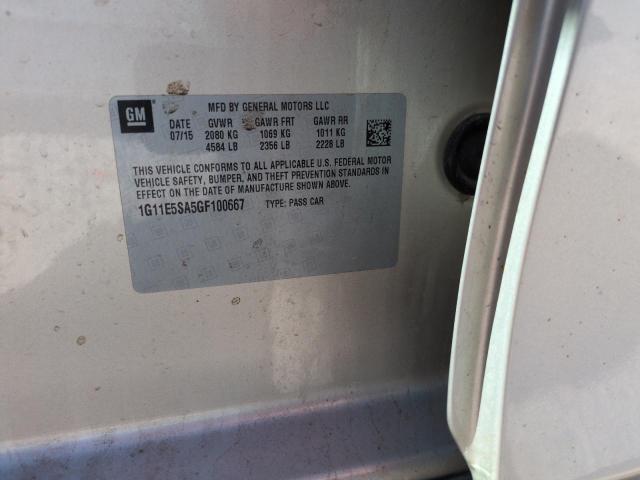 GM
MFD BY GENERAL MOTORS LLC
DATE GVWR GAWR FRT GAWR RR
07/15 2080 KG 1069 KG 1011 KG
4584 LB 2356 LB 2228 LB
THIS VEHICLE CONFORMS TO ALL APPLICABLE U.S. FEDERAL MOTOR
VEHICLE SAFETY, BUMPER, AND THEFT PREVENTION STANDARDS IN
EFFECT ON THE DATE OF MANUFACTURE SHOWN ABOVE.
1G11E5SA5GF100667 TYPE: PASS CAR